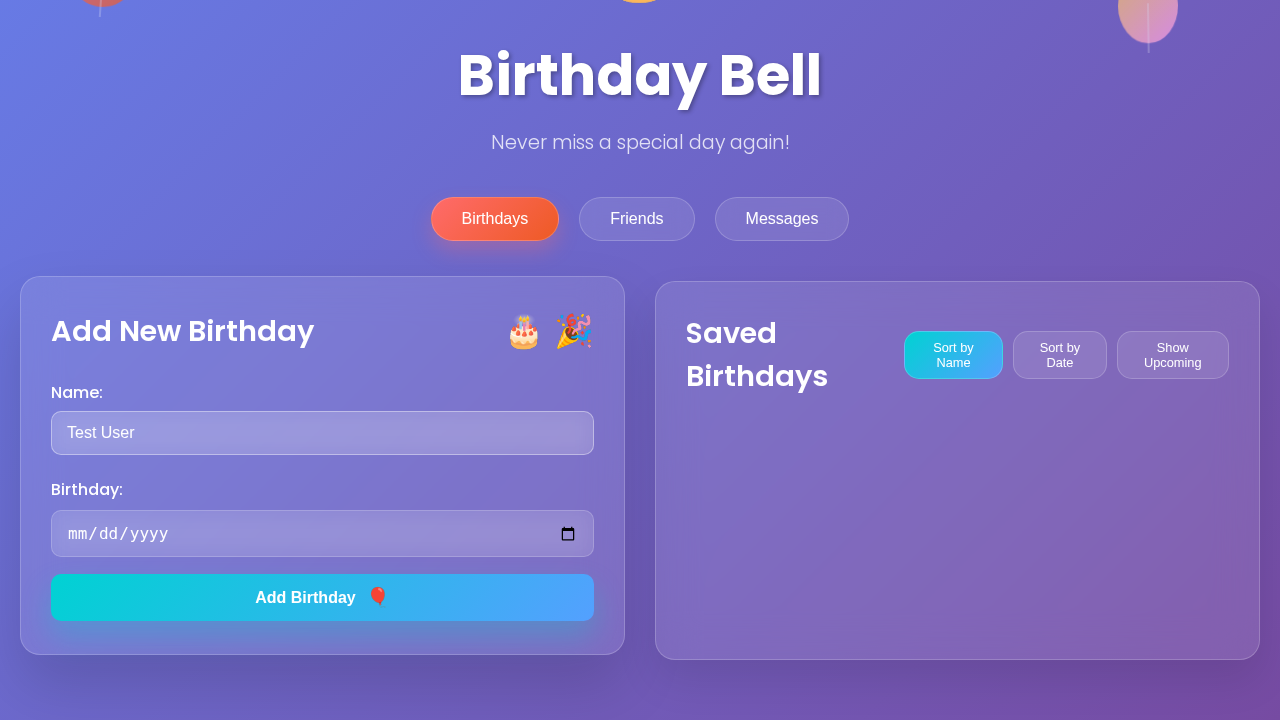 Birthday Bell
Never miss a special day again!
Birthdays
Friends
Messages
Add New Birthday
Name:
Test User
Birthday:
mm/dd/yyyy
Add Birthday
Saved
Birthdays
Sort by
Name
Sort by
Date
Show
Upcoming